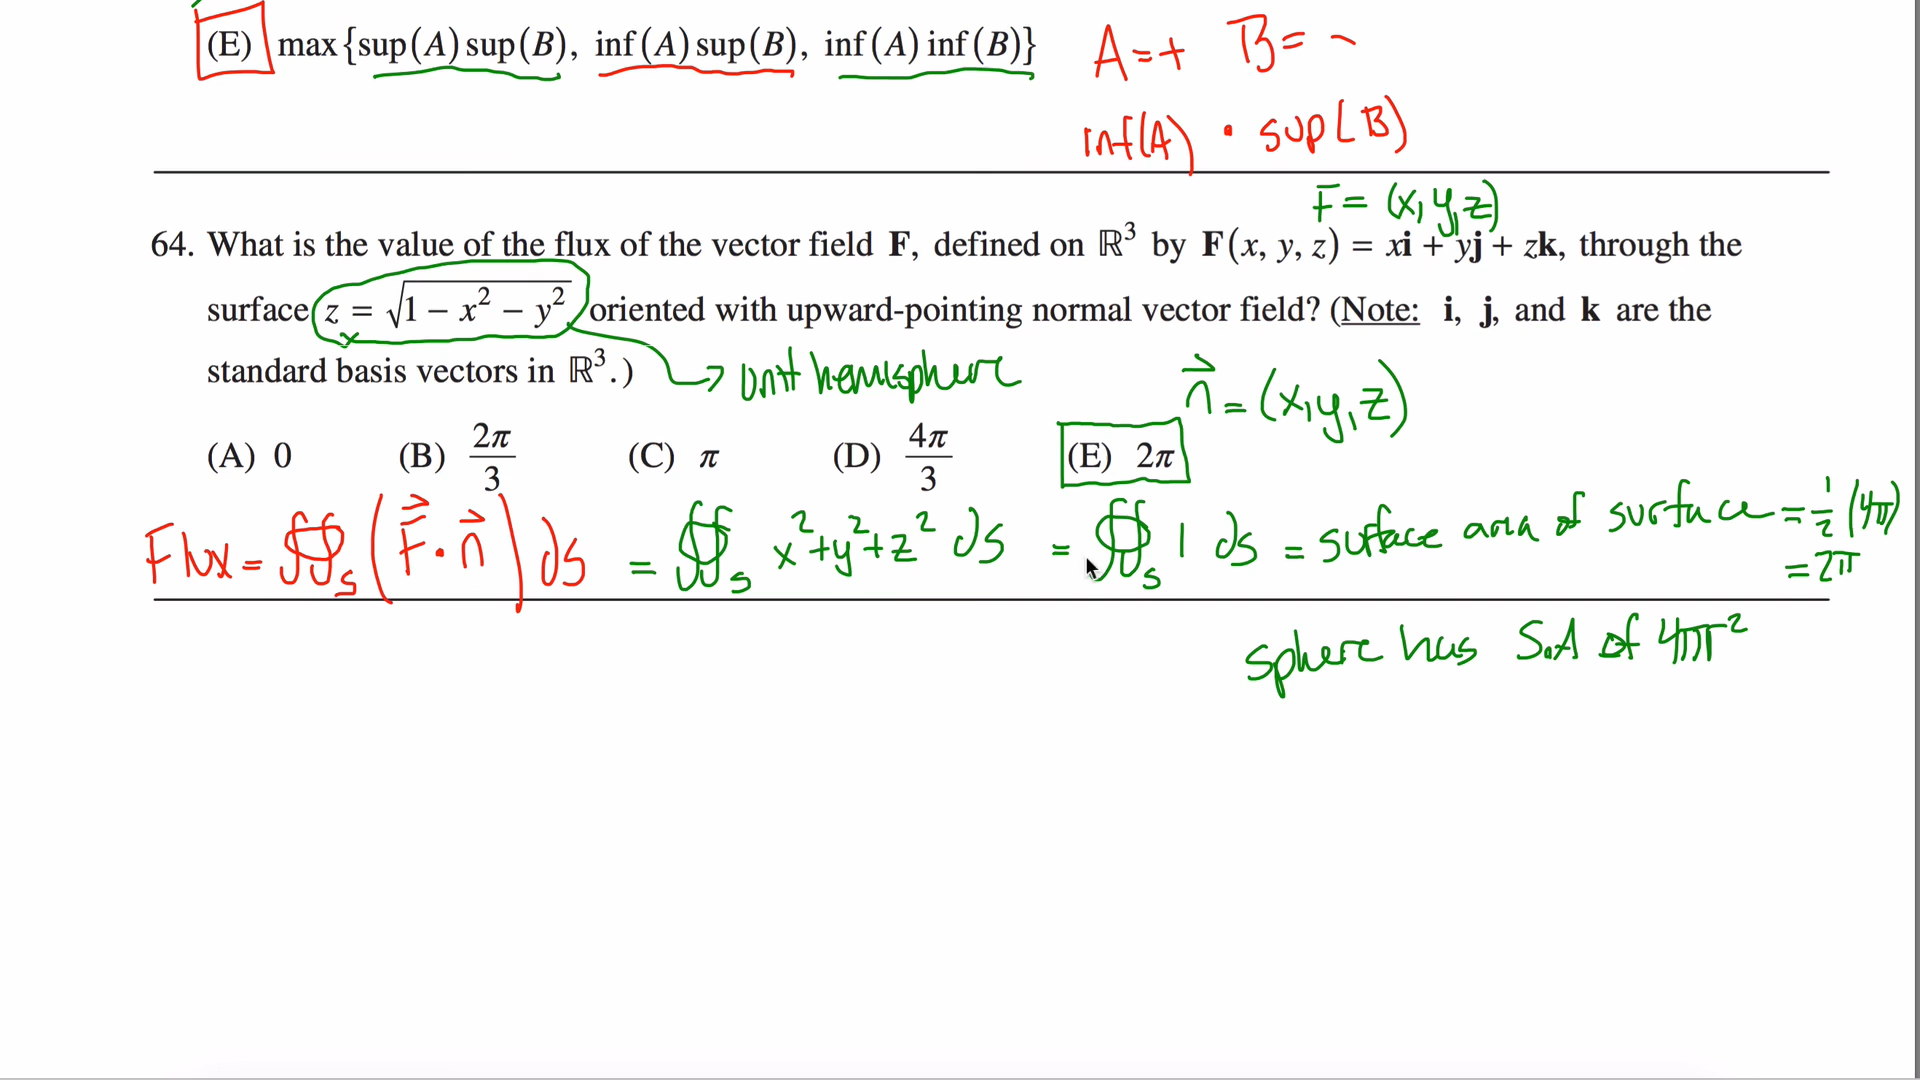 (E) max{sup(A) sup(B), inf(A) sup(B), inf(A) inf(B)} A = + B = -
inf(A) · sup(B)
F = (x, y, z)
64. What is the value of the flux of the vector field F, defined on ℝ³ by F(x, y, z) = xi + yj + zk, through the
surface z = √(1 − x² − y²) oriented with upward-pointing normal vector field? (Note: i, j, and k are the
standard basis vectors in ℝ³.) → Unit hemisphere n⃗ = (x, y, z)
(A) 0 (B) 2π/3 (C) π (D) 4π/3 (E) 2π
Flux = ∯_S (F⃗ · n⃗) ds = ∯_S x² + y² + z² ds = ∯_S 1 ds = surface area of surface = 1/2 (4π)
= 2π
sphere has S.A of 4πr²